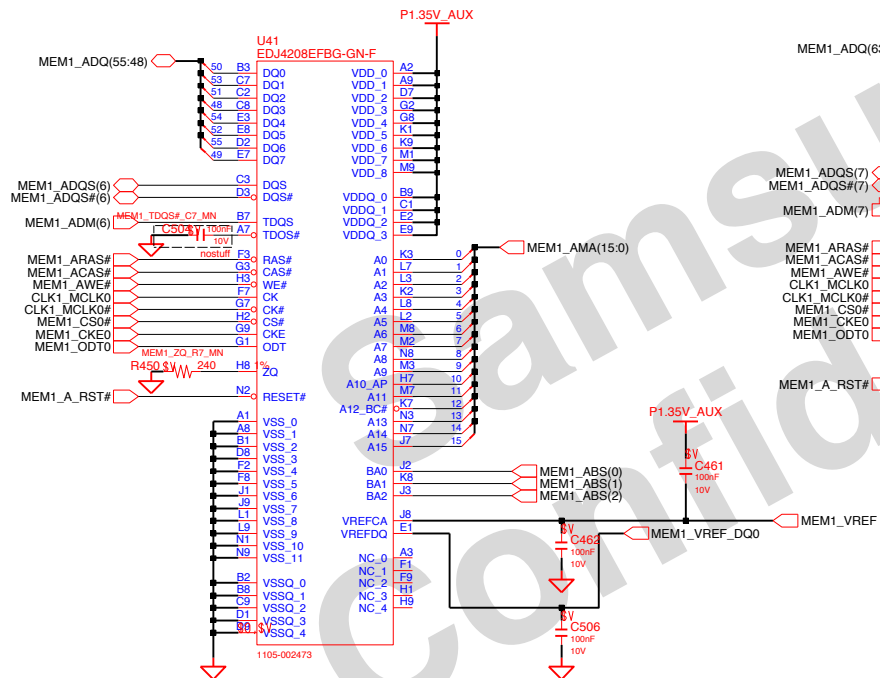 P1.35V_AUX
U41
EDJ4208EFBG-GN-F
MEM1_ADQ(55:48)
MEM1_ADQ(6
50 B3 DQ0 VDD_0 A2
53 C7 DQ1 VDD_1 A9
51 C2 DQ2 VDD_2 D7
48 C8 DQ3 VDD_3 G2
54 E3 DQ4 VDD_4 G8
52 E8 DQ5 VDD_5 K1
55 D2 DQ6 VDD_6 K9
49 E7 DQ7 VDD_7 M1
VDD_8 M9
MEM1_ADQS(6) C3 DQS VDDQ_0 B9
MEM1_ADQS#(6) D3 DQS# VDDQ_1 C1
MEM1_ADM(6) MEM1_TDQS#_C7_MN B7 TDQS VDDQ_2 E2
C504 $V 100nF A7 TDOS# VDDQ_3 E9
10V
nostuff
MEM1_ADQS(7)
MEM1_ADQS#(7)
MEM1_ADM(7)
MEM1_AMA(15:0)
MEM1_ARAS# F3 RAS# A0 K3 0
MEM1_ACAS# G3 CAS# A1 L7 1
MEM1_AWE# H3 WE# A2 L3 2
CLK1_MCLK0 F7 CK A3 K2 3
CLK1_MCLK0# G7 CK# A4 L8 4
MEM1_CS0# H2 CS# A5 L2 5
MEM1_CKE0 G9 CKE A6 M8 6
MEM1_ODT0 G1 ODT A7 M2 7
A8 N8 8
MEM1_ZQ_R7_MN
R450 $V 240 H8 1% ZQ A9 M3 9
A10_AP H7 10
MEM1_A_RST# N2 RESET# A11 M7 11
A12_BC# K7 12
A1 VSS_0 A13 N3 13
A8 VSS_1 A14 N7 14
B1 VSS_2 A15 J7 15
MEM1_ARAS#
MEM1_ACAS#
MEM1_AWE#
CLK1_MCLK0
CLK1_MCLK0#
MEM1_CS0#
MEM1_CKE0
MEM1_ODT0
MEM1_A_RST#
D8 VSS_3
F2 VSS_4 BA0 J2 MEM1_ABS(0)
F8 VSS_5 BA1 K8 MEM1_ABS(1)
J1 VSS_6 BA2 J3 MEM1_ABS(2)
J9 VSS_7
L1 VSS_8 VREFCA J8 MEM1_VREF
L9 VSS_9 VREFDQ E1 MEM1_VREF_DQ0
N1 VSS_10
N9 VSS_11 NC_0 A3
NC_1 F1
B2 VSSQ_0 NC_2 F9
B8 VSSQ_1 NC_3 H1
C9 VSSQ_2 NC_4 H9
D1 VSSQ_3
VSSQ_4
$V
1105-002473
P1.35V_AUX
$V
C461
100nF
10V
$V
C462
100nF
10V
$V
C506
100nF
10V
Samsu
Confid